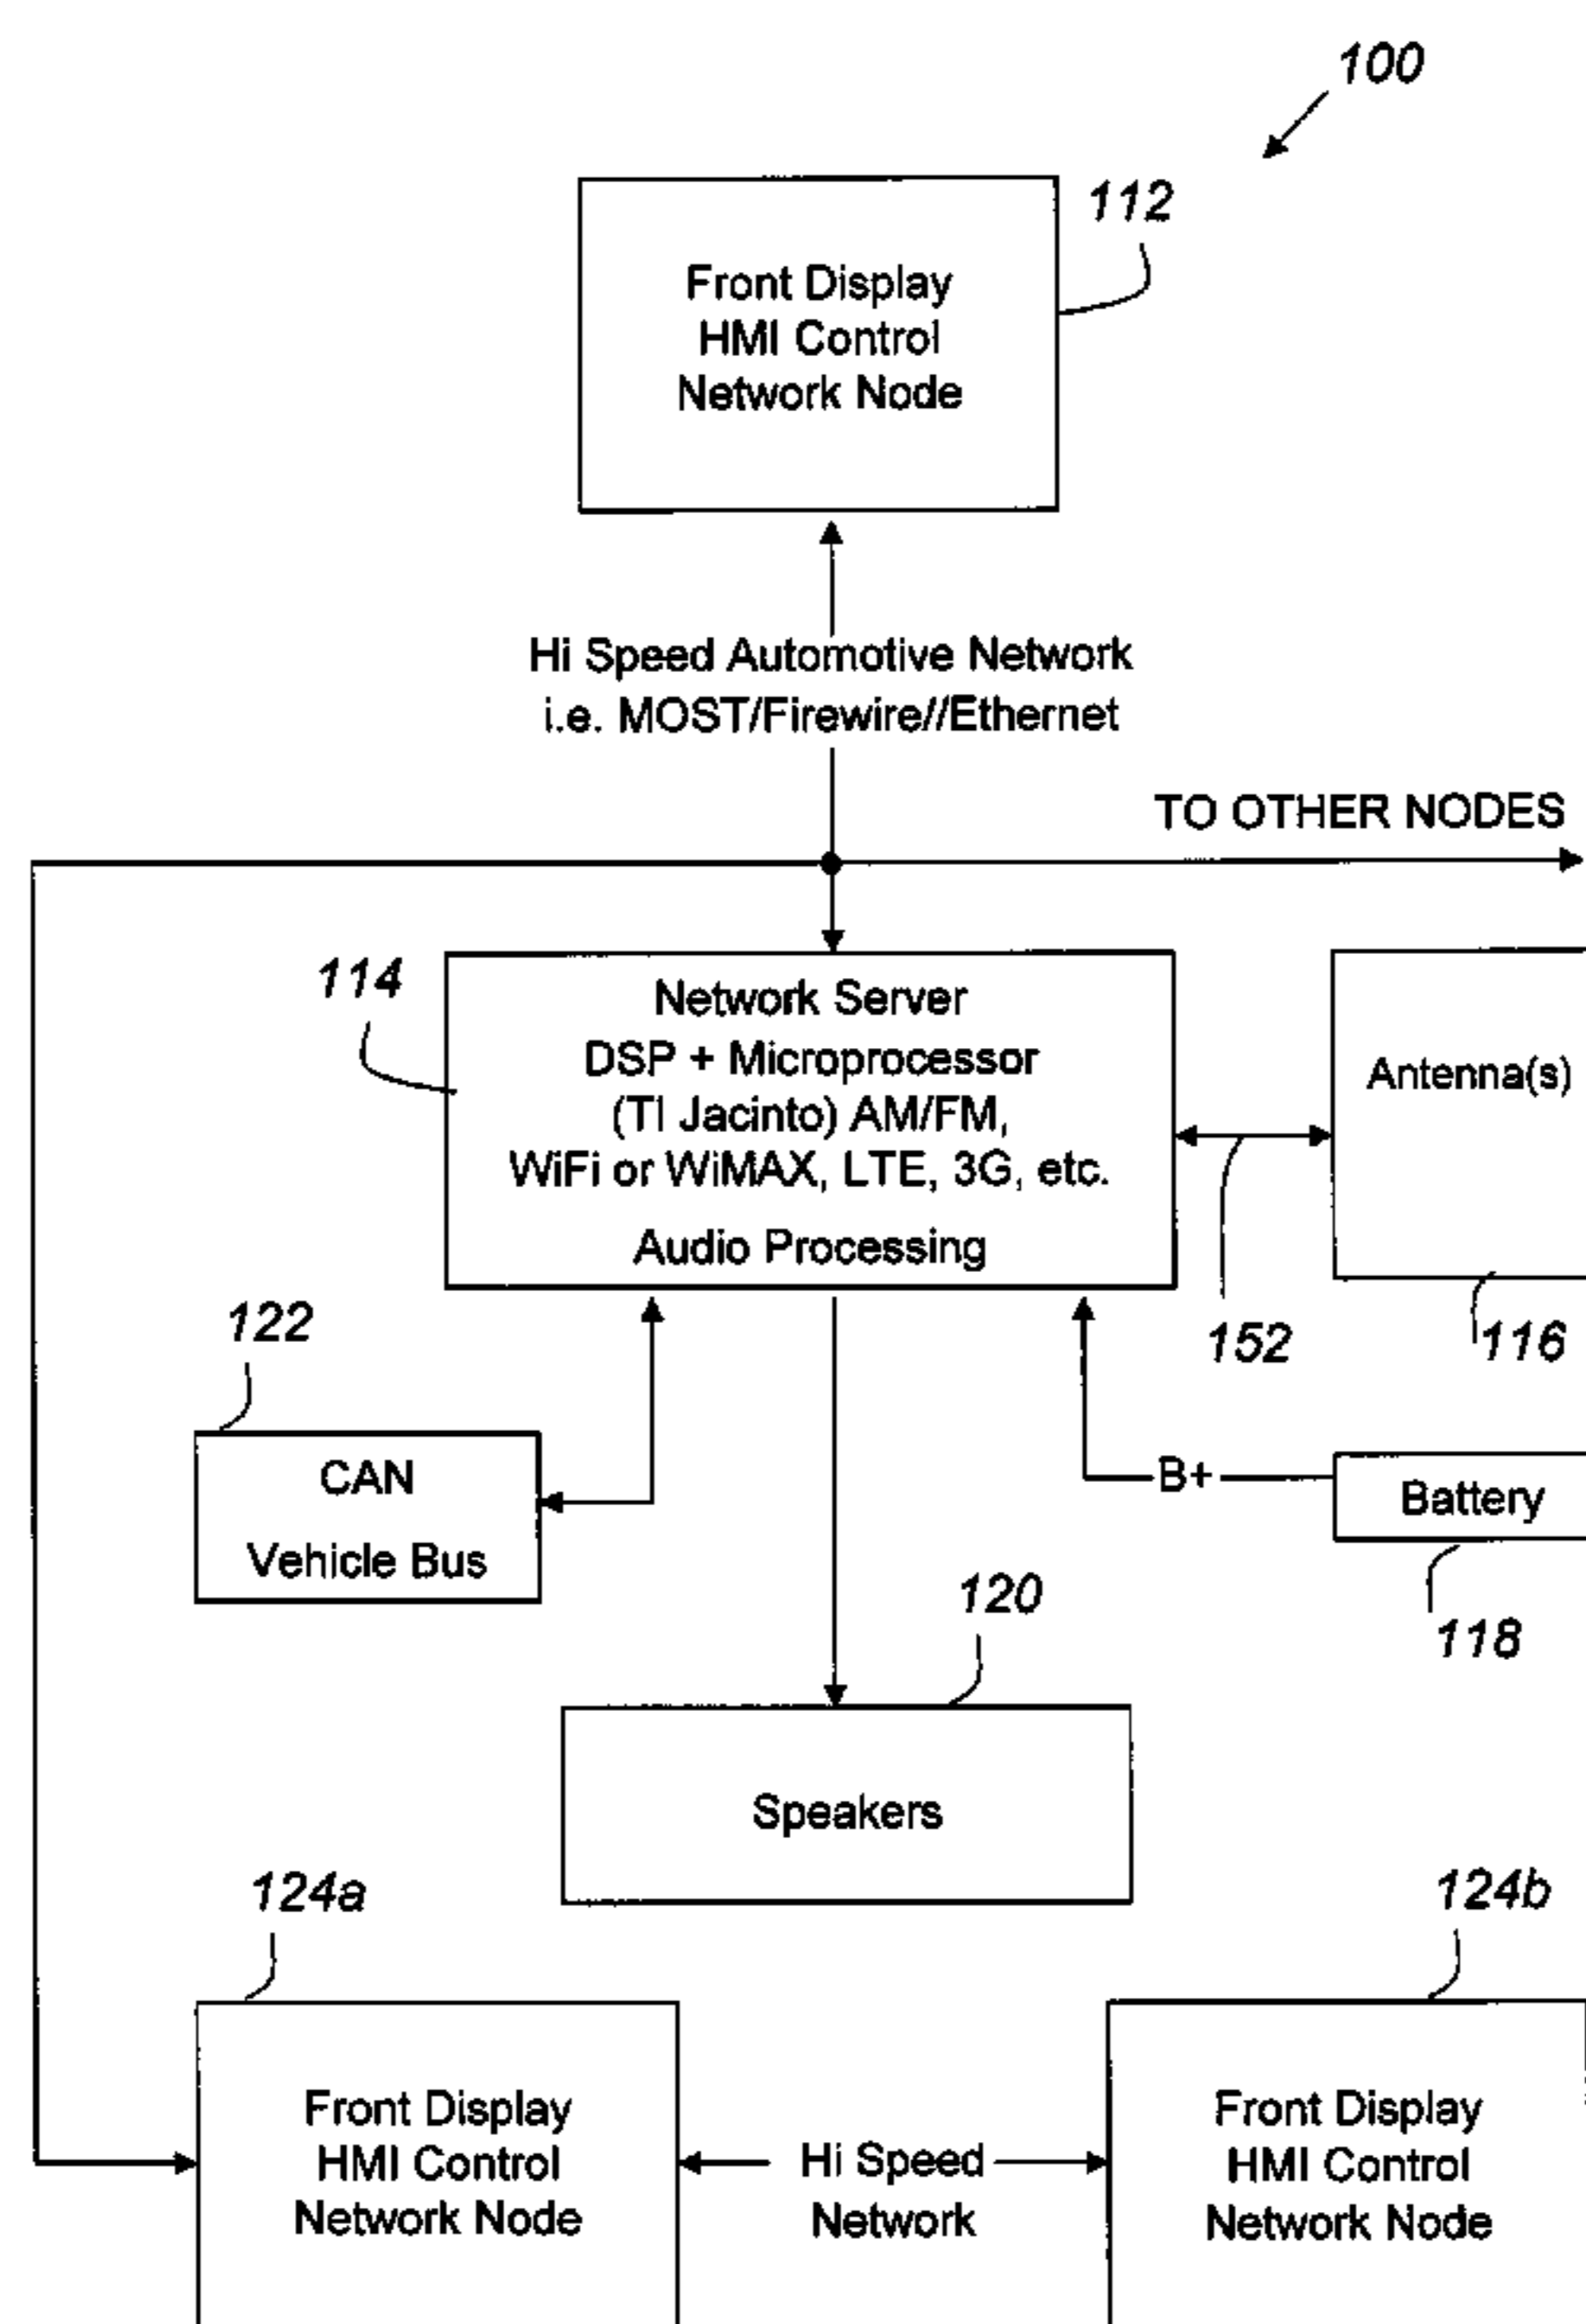 100
112
Front Display
HMI Control
Network Node
Hi Speed Automotive Network
i.e. MOST/Firewire//Ethernet
TO OTHER NODES
114
Network Server
DSP + Microprocessor
(TI Jacinto) AM/FM,
WiFi or WiMAX, LTE, 3G, etc.
Audio Processing
Antenna(s)
152
116
122
CAN
Vehicle Bus
B+
Battery
118
120
Speakers
124a
124b
Front Display
HMI Control
Network Node
Hi Speed
Network
Front Display
HMI Control
Network Node